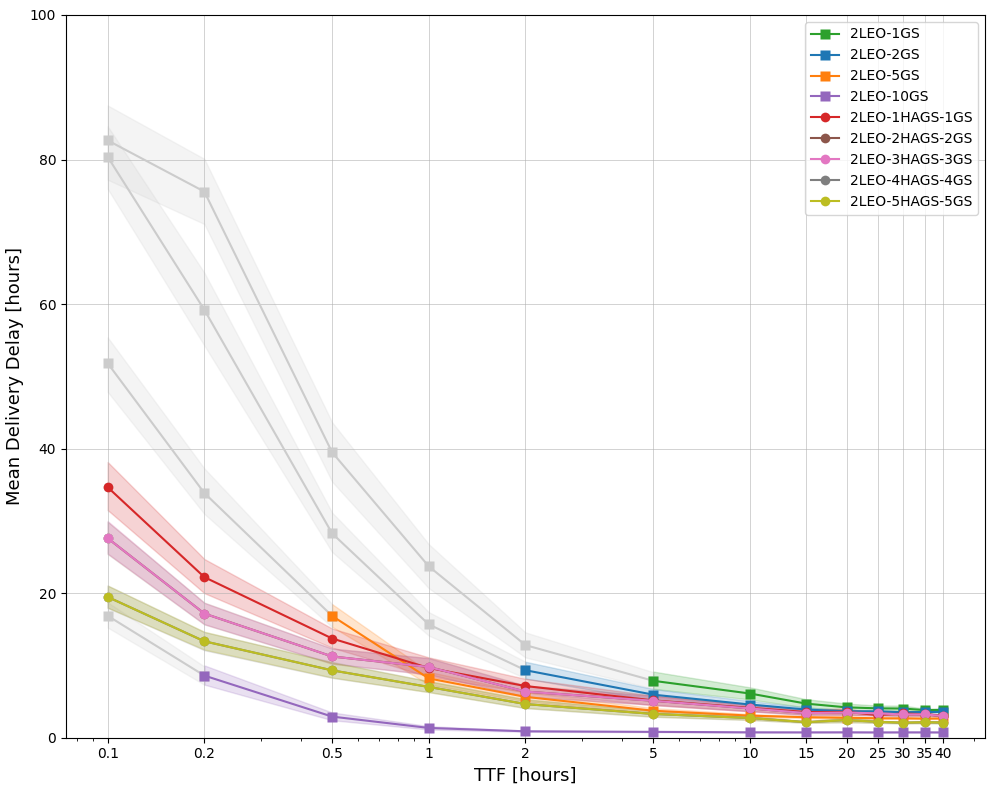 100
80
60
40
20
0
Mean Delivery Delay [hours]
2LEO-1GS
2LEO-2GS
2LEO-5GS
2LEO-10GS
2LEO-1HAGS-1GS
2LEO-2HAGS-2GS
2LEO-3HAGS-3GS
2LEO-4HAGS-4GS
2LEO-5HAGS-5GS
0.1 0.2 0.5 1 2 5 10 15 20 25 30 35 40
TTF [hours]